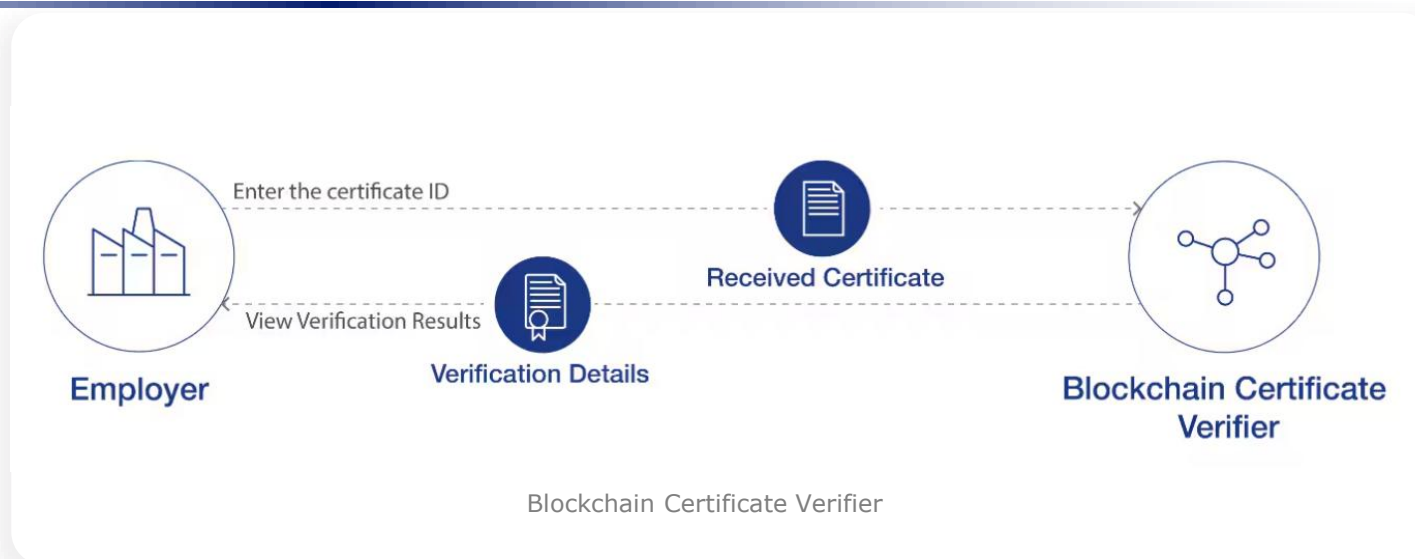 Enter the certificate ID
Received Certificate
View Verification Results
Verification Details
Employer
Blockchain Certificate
Verifier
Blockchain Certificate Verifier